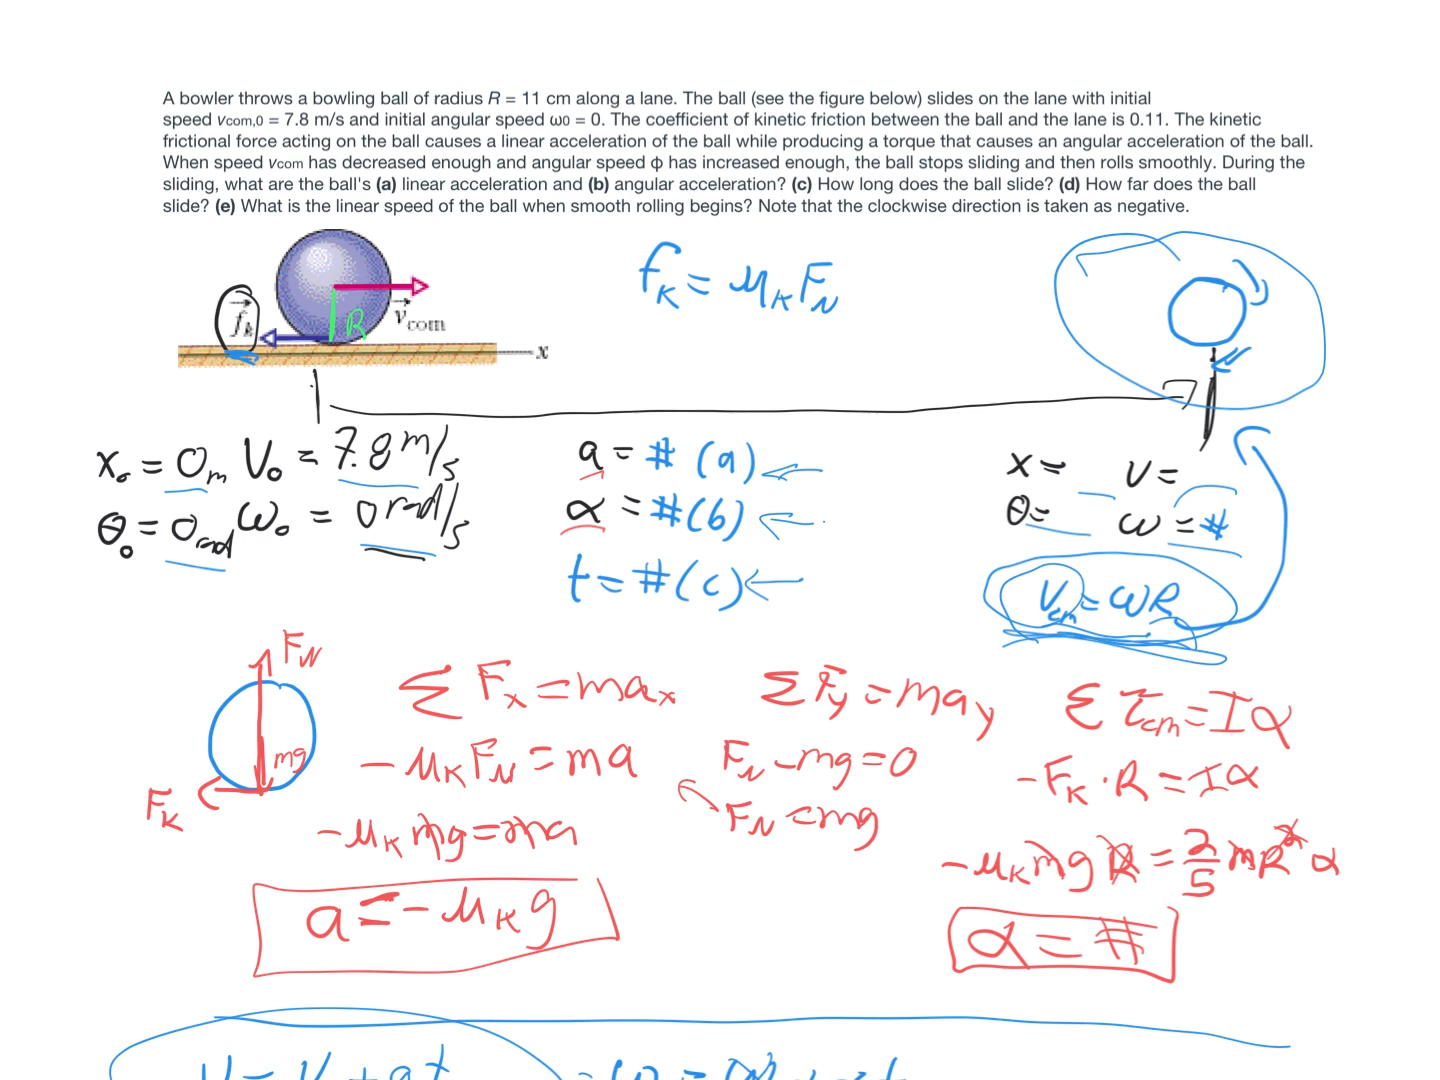 A bowler throws a bowling ball of radius R = 11 cm along a lane. The ball (see the figure below) slides on the lane with initial
speed vcom,0 = 7.8 m/s and initial angular speed ω0 = 0. The coefficient of kinetic friction between the ball and the lane is 0.11. The kinetic
frictional force acting on the ball causes a linear acceleration of the ball while producing a torque that causes an angular acceleration of the ball.
When speed vcom has decreased enough and angular speed ϕ has increased enough, the ball stops sliding and then rolls smoothly. During the
sliding, what are the ball's (a) linear acceleration and (b) angular acceleration? (c) How long does the ball slide? (d) How far does the ball
slide? (e) What is the linear speed of the ball when smooth rolling begins? Note that the clockwise direction is taken as negative.
fK = μK FN
fk
R
vcom
x
x₀ = 0m V₀ = 7.8 m/s
a = # (a)
x = V =
θ₀ = 0rad ω₀ = 0 rad/s
α = # (b)
θ = ω = #
t = # (c)
Vcm = ωR
FN
mg
FK
Σ Fx = max
Σ Fy = may
Σ τcm = Iα
-μK FN = ma
FN - mg = 0
-FK · R = Iα
-μK mg = ma
FN = mg
-μK mg R = 2/5 mR² α
a = -μK g
α = #
V = V + at